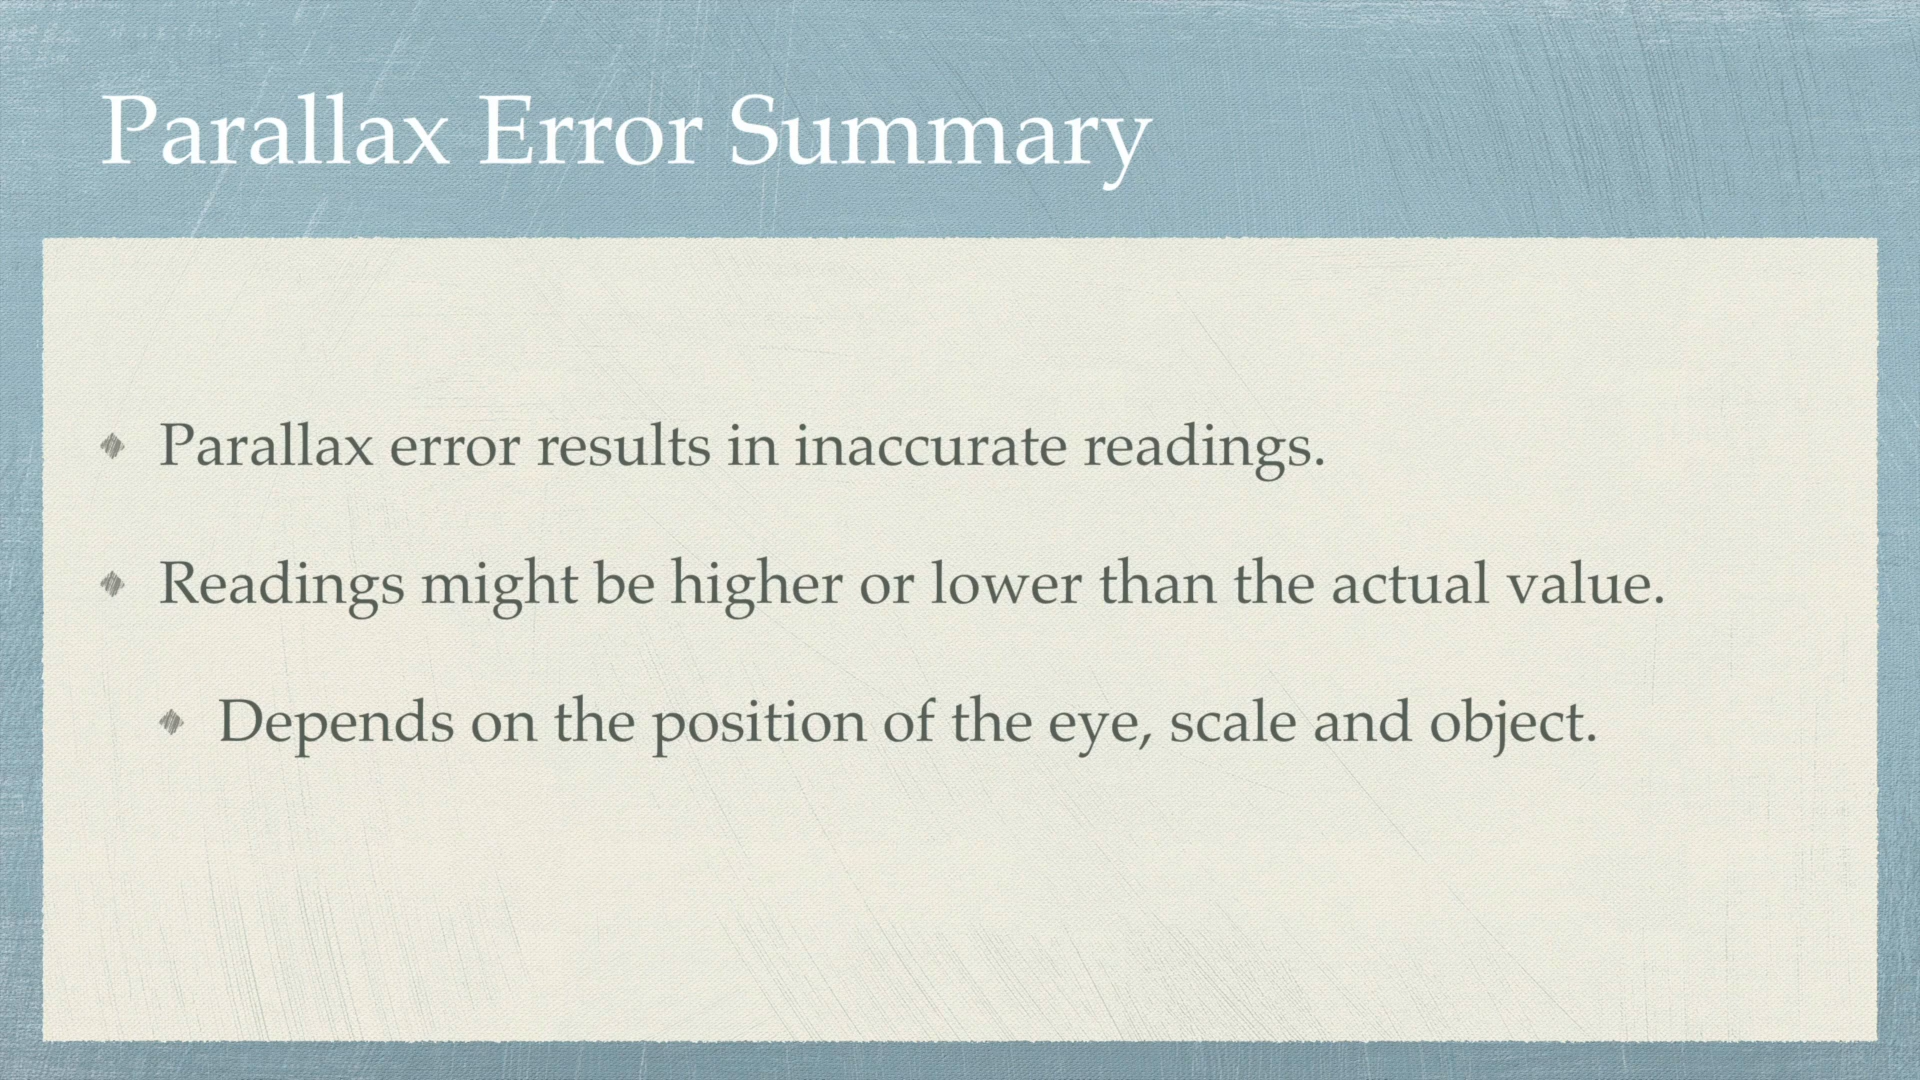 Parallax Error Summary
Parallax error results in inaccurate readings.
Readings might be higher or lower than the actual value.
Depends on the position of the eye, scale and object.